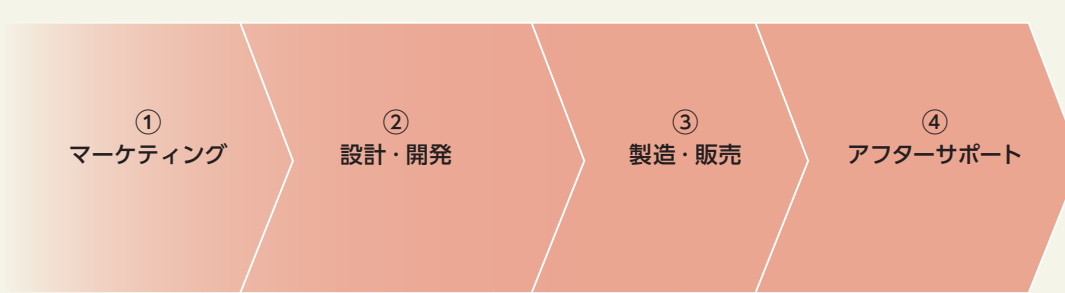 ①
マーケティング
②
設計・開発
③
製造・販売
④
アフターサポート